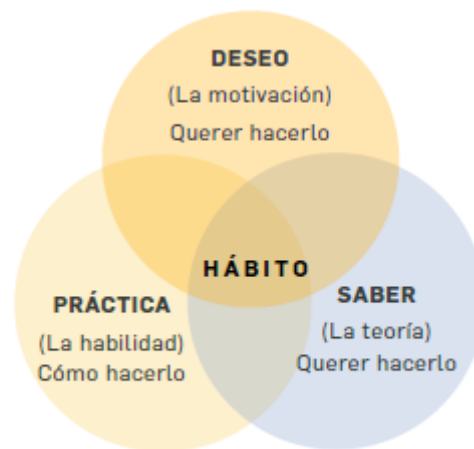 DESEO
(La motivación)
Querer hacerlo
HÁBITO
PRÁCTICA
(La habilidad)
Cómo hacerlo
SABER
(La teoría)
Querer hacerlo